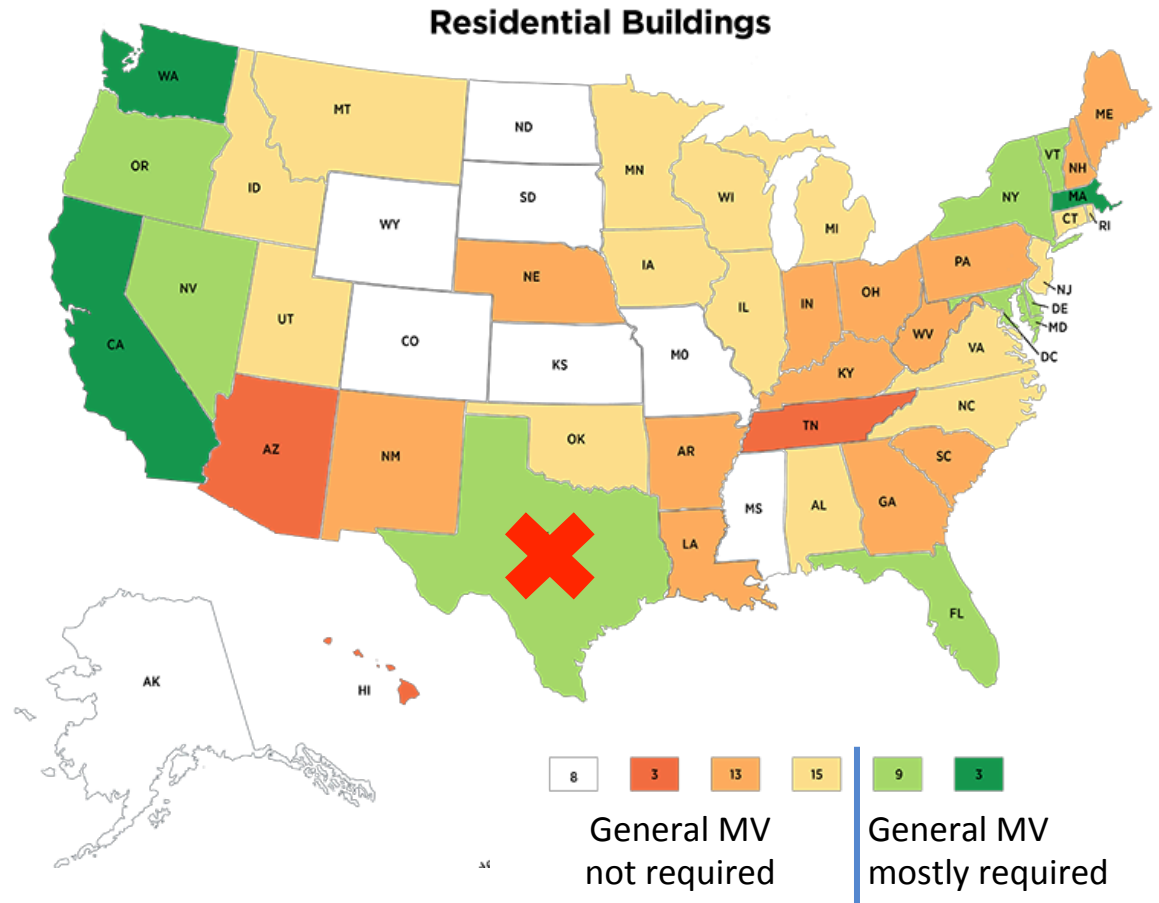 Residential Buildings
WA
MT
ND
MN
ME
OR
ID
SD
WI
MI
VT
NH
NY
MA
CT
RI
WY
NE
IA
IL
IN
OH
PA
NJ
DE
MD
DC
NV
UT
CO
KS
MO
KY
WV
VA
CA
AZ
NM
OK
AR
TN
NC
SC
MS
AL
GA
LA
FL
AK
HI
8 3 13 15 9 3
General MV
not required
General MV
mostly required